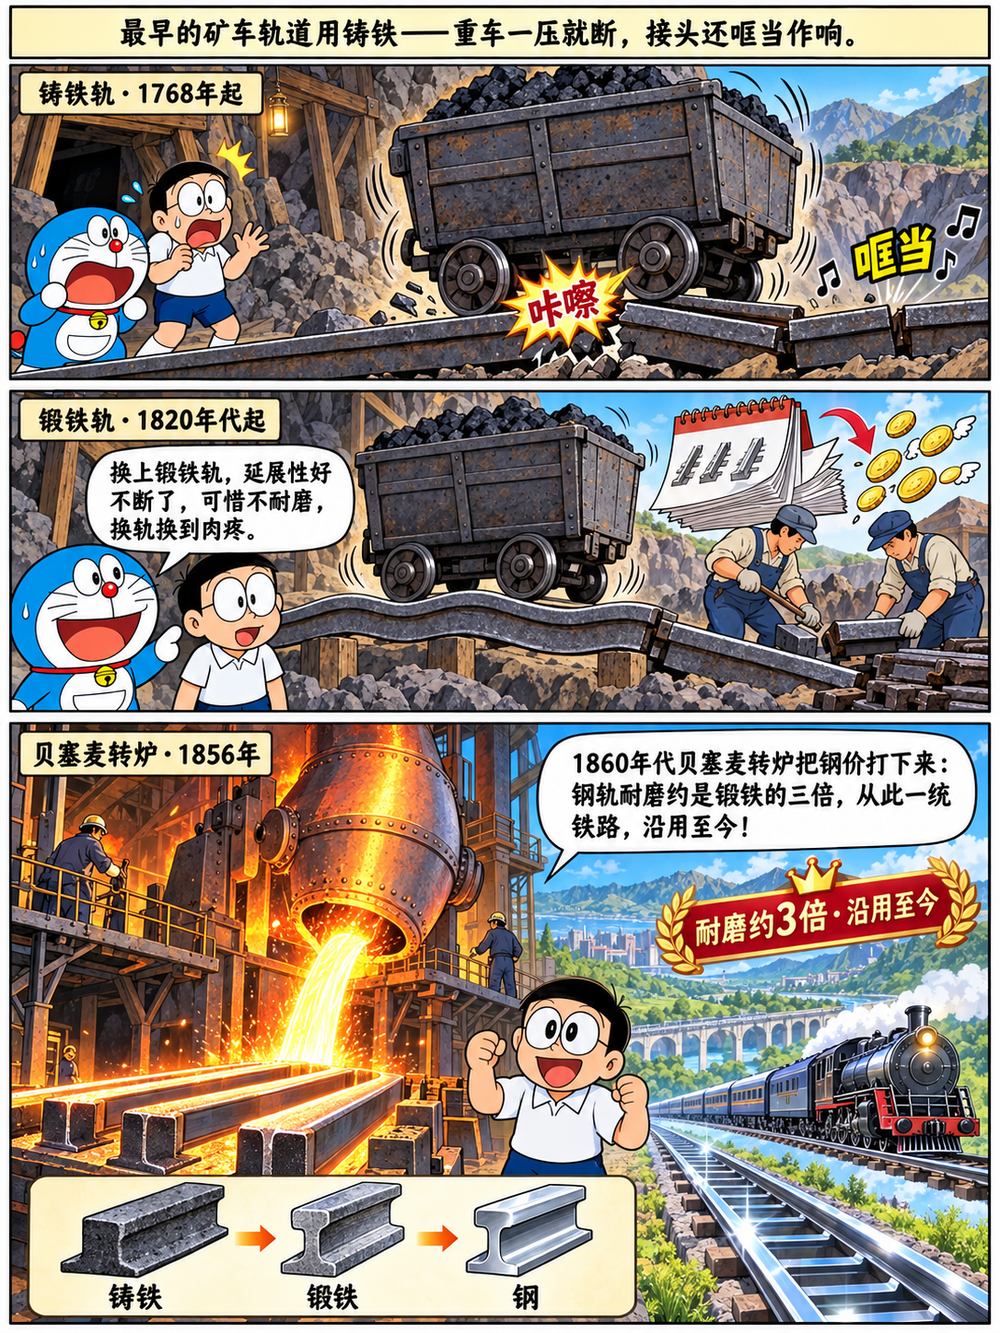 最早的矿车轨道用铸铁——重车一压就断，接头还哐当作响。
铸铁轨·1768年起
哐当
咔嚓
锻铁轨·1820年代起
换上锻铁轨，延展性好
不断了，可惜不耐磨，
换轨换到肉疼。
贝塞麦转炉·1856年
1860年代贝塞麦转炉把钢价打下来：
钢轨耐磨约是锻铁的三倍，从此一统
铁路，沿用至今！
耐磨约3倍·沿用至今
铸铁
锻铁
钢